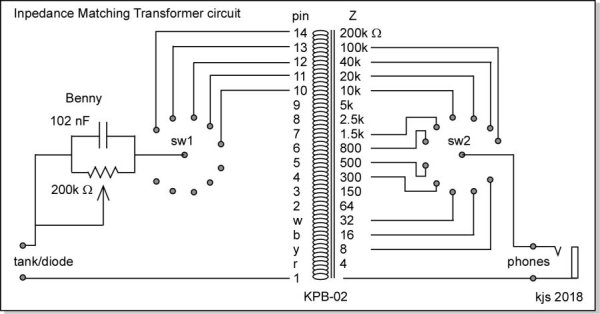 Inpedance Matching Transformer circuit
pin Z
14 200k Ω
13 100k
12 40k
11 20k
10 10k
9 5k
8 2.5k
7 1.5k
6 800
5 500
4 300
3 150
2 64
w 32
b 16
y 8
r 4
1
Benny
102 nF
200k Ω
sw1
sw2
tank/diode
phones
KPB-02
kjs 2018